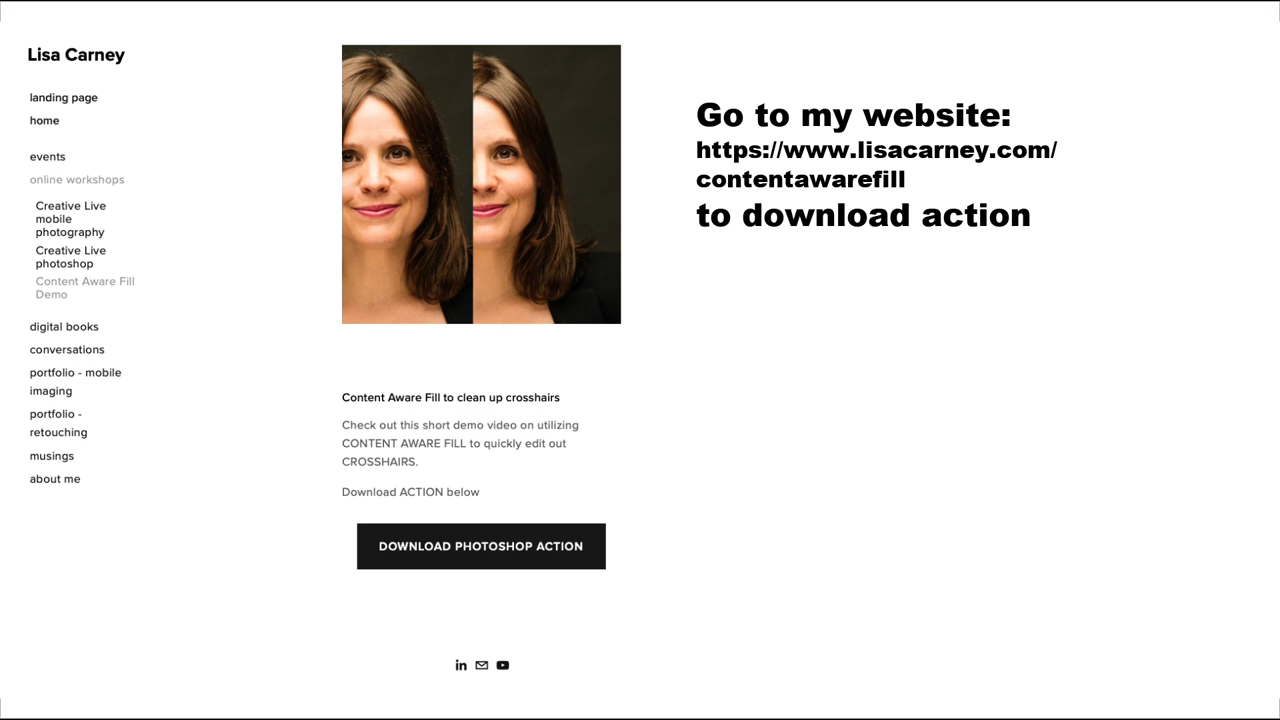 Lisa Carney
landing page
home
events
online workshops
Creative Live
mobile
photography
Creative Live
photoshop
Content Aware Fill
Demo
digital books
conversations
portfolio - mobile
imaging
portfolio -
retouching
musings
about me
Content Aware Fill to clean up crosshairs
Check out this short demo video on utilizing
CONTENT AWARE FILL to quickly edit out
CROSSHAIRS.
Download ACTION below
DOWNLOAD PHOTOSHOP ACTION
in
Go to my website:
https://www.lisacarney.com/
contentawarefill
to download action